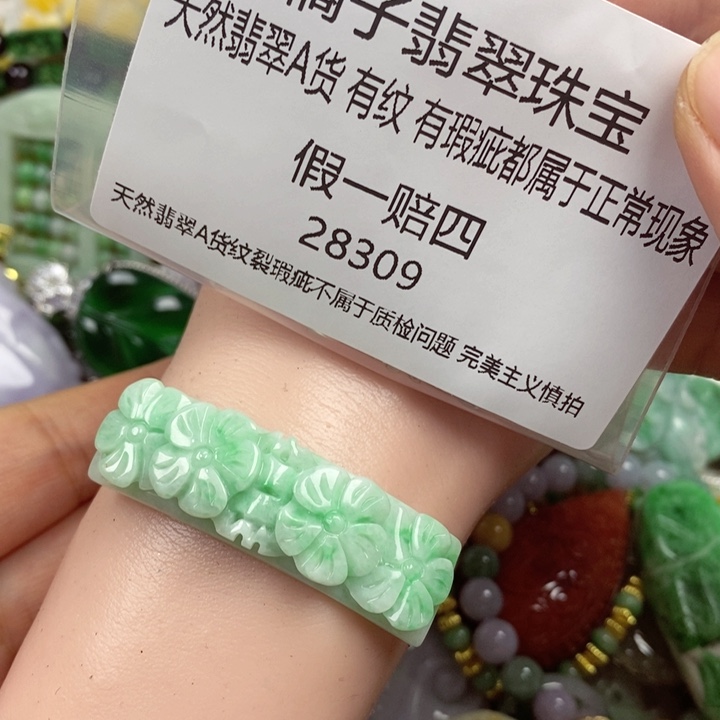 橘子翡翠珠宝
天然翡翠A货 有纹 有瑕疵都属于正常现象
假一赔四
28309
天然翡翠A货纹裂瑕疵不属于质检问题 完美主义慎拍